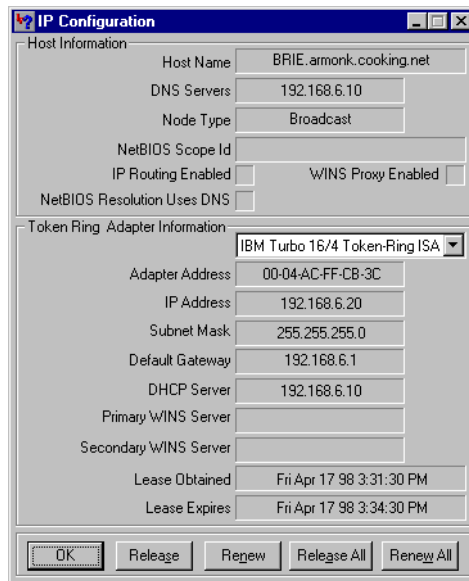 IP Configuration
Host Information
Host Name BRIE.armonk.cooking.net
DNS Servers 192.168.6.10
Node Type Broadcast
NetBIOS Scope Id
IP Routing Enabled WINS Proxy Enabled
NetBIOS Resolution Uses DNS
Token Ring Adapter Information
IBM Turbo 16/4 Token-Ring ISA
Adapter Address 00-04-AC-FF-CB-3C
IP Address 192.168.6.20
Subnet Mask 255.255.255.0
Default Gateway 192.168.6.1
DHCP Server 192.168.6.10
Primary WINS Server
Secondary WINS Server
Lease Obtained Fri Apr 17 98 3:31:30 PM
Lease Expires Fri Apr 17 98 3:34:30 PM
OK Release Renew Release All Renew All